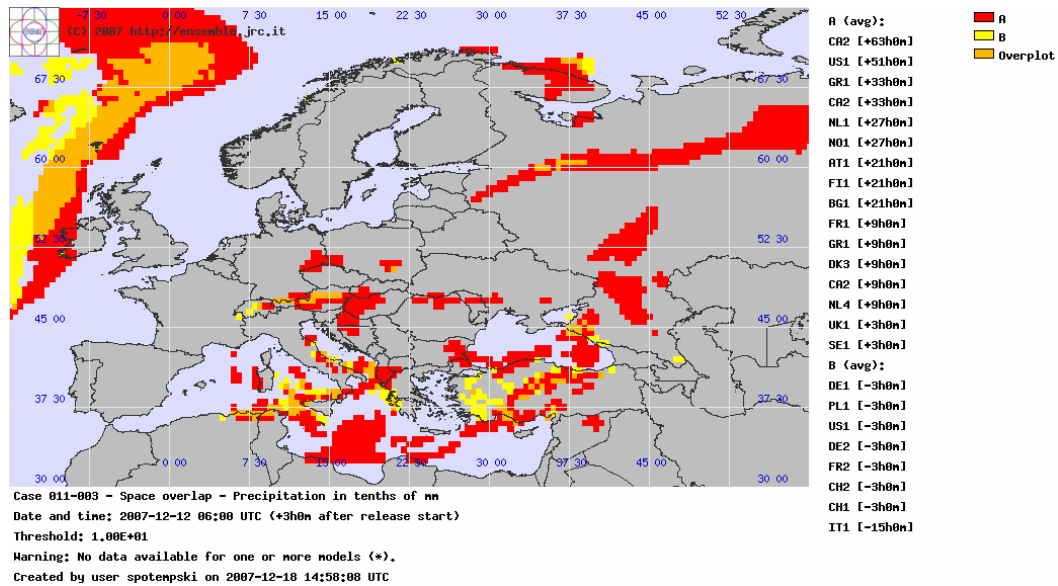 -7 30 0 00 7 30 15 00 22 30 30 00 37 30 45 00 52 30
(C) 2007 http://ensemble.jrc.it
67 30 67 30
60 00 60 00
52 30 52 30
45 00 45 00
37 30 37 30
0 00 7 30 15 00 22 30 30 00 37 30 45 00
30 00 30 00
Case 011-003 - Space overlap - Precipitation in tenths of mm
Date and time: 2007-12-12 06:00 UTC (+3h0m after release start)
Threshold: 1.00E+01
Warning: No data available for one or more models (*).
Created by user spotempski on 2007-12-18 14:58:08 UTC
A (avg):
CA2 [+63h0m]
US1 [+51h0m]
GR1 [+33h0m]
CA2 [+33h0m]
NL1 [+27h0m]
NO1 [+27h0m]
AT1 [+21h0m]
FI1 [+21h0m]
BG1 [+21h0m]
FR1 [+9h0m]
GR1 [+9h0m]
DK3 [+9h0m]
CA2 [+9h0m]
NL4 [+9h0m]
UK1 [+3h0m]
SE1 [+3h0m]
B (avg):
DE1 [-3h0m]
PL1 [-3h0m]
US1 [-3h0m]
DE2 [-3h0m]
FR2 [-3h0m]
CH2 [-3h0m]
CH1 [-3h0m]
IT1 [-15h0m]
A
B
Overplot